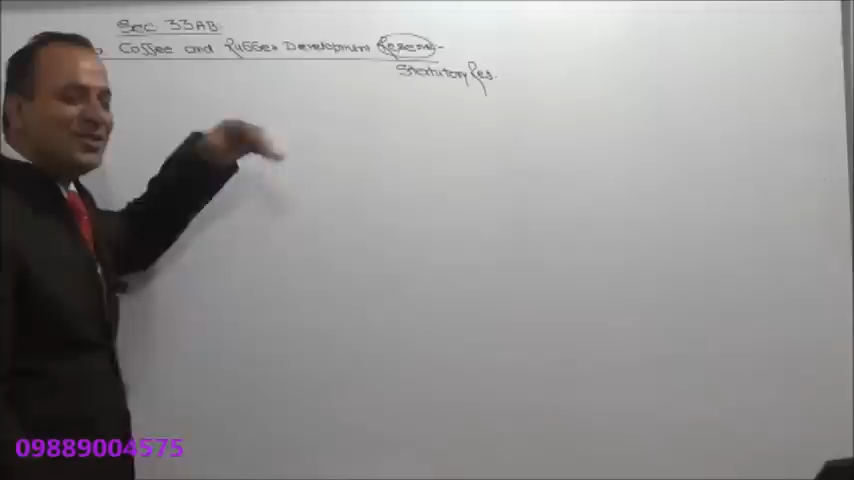 Sec 33AB.
Coffee and Rubber Development Reserve-
Statutory Res.
09889004575